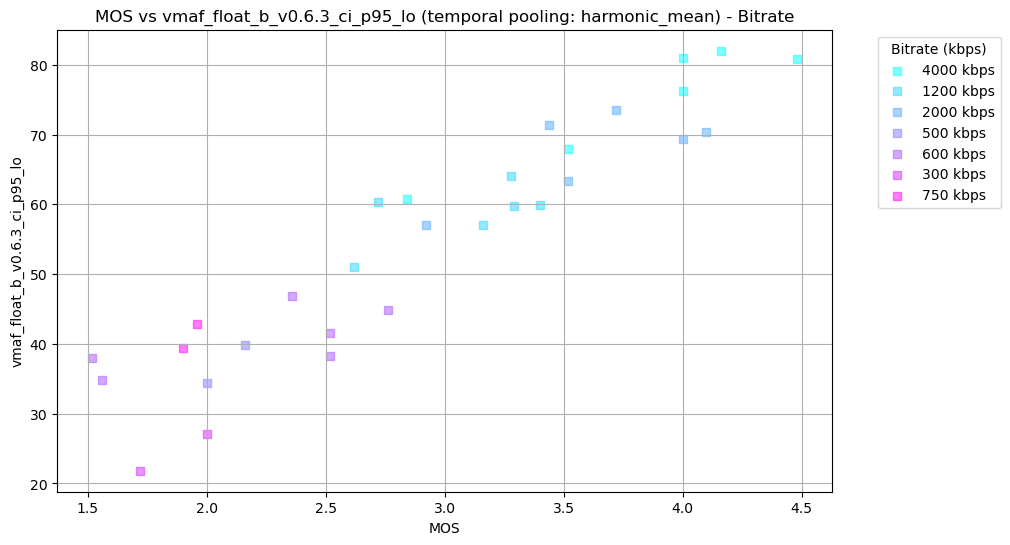 MOS vs vmaf_float_b_v0.6.3_ci_p95_lo (temporal pooling: harmonic_mean) - Bitrate
vmaf_float_b_v0.6.3_ci_p95_lo
80
70
60
50
40
30
20
1.5 2.0 2.5 3.0 3.5 4.0 4.5
MOS
Bitrate (kbps)
4000 kbps
1200 kbps
2000 kbps
500 kbps
600 kbps
300 kbps
750 kbps